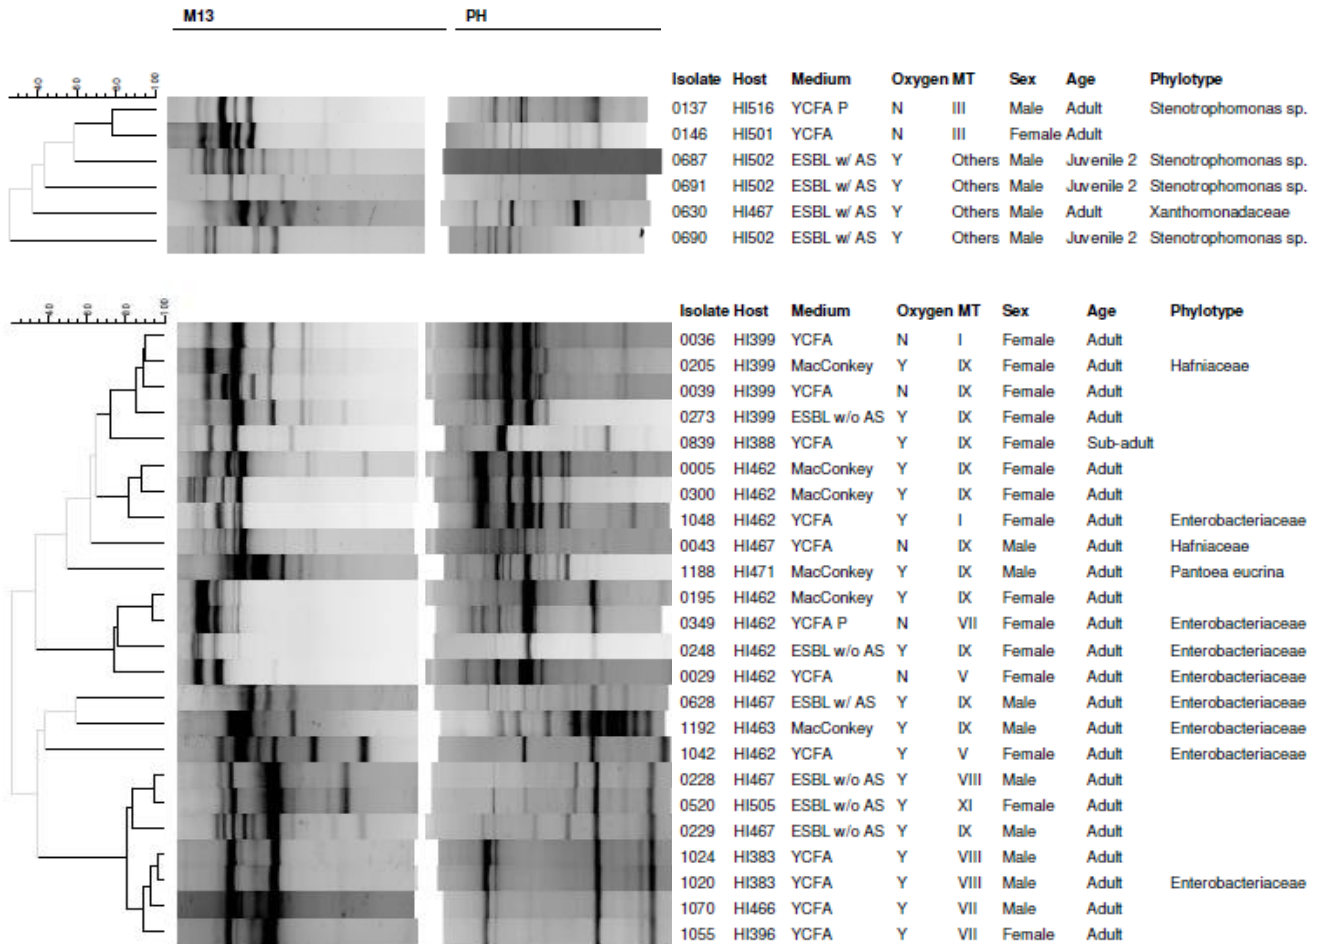 M13 PH
40 60 80 100
Isolate Host Medium Oxygen MT Sex Age Phylotype
0137 HI516 YCFA P N III Male Adult Stenotrophomonas sp.
0146 HI501 YCFA N III Female Adult
0687 HI502 ESBL w/ AS Y Others Male Juvenile 2 Stenotrophomonas sp.
0691 HI502 ESBL w/ AS Y Others Male Juvenile 2 Stenotrophomonas sp.
0630 HI467 ESBL w/ AS Y Others Male Adult Xanthomonadaceae
0690 HI502 ESBL w/ AS Y Others Male Juvenile 2 Stenotrophomonas sp.
40 60 80 100
Isolate Host Medium Oxygen MT Sex Age Phylotype
0036 HI399 YCFA N I Female Adult
0205 HI399 MacConkey Y IX Female Adult Hafniaceae
0039 HI399 YCFA N IX Female Adult
0273 HI399 ESBL w/o AS Y IX Female Adult
0839 HI388 YCFA Y IX Female Sub-adult
0005 HI462 MacConkey Y IX Female Adult
0300 HI462 MacConkey Y IX Female Adult
1048 HI462 YCFA Y I Female Adult Enterobacteriaceae
0043 HI467 YCFA N IX Male Adult Hafniaceae
1188 HI471 MacConkey Y IX Male Adult Pantoea eucrina
0195 HI462 MacConkey Y IX Female Adult
0349 HI462 YCFA P N VII Female Adult Enterobacteriaceae
0248 HI462 ESBL w/o AS Y IX Female Adult Enterobacteriaceae
0029 HI462 YCFA N V Female Adult Enterobacteriaceae
0628 HI467 ESBL w/ AS Y IX Male Adult Enterobacteriaceae
1192 HI463 MacConkey Y IX Male Adult Enterobacteriaceae
1042 HI462 YCFA Y V Female Adult Enterobacteriaceae
0228 HI467 ESBL w/o AS Y VIII Male Adult
0520 HI505 ESBL w/o AS Y XI Female Adult
0229 HI467 ESBL w/o AS Y IX Male Adult
1024 HI383 YCFA Y VIII Male Adult
1020 HI383 YCFA Y VIII Male Adult Enterobacteriaceae
1070 HI466 YCFA Y VII Male Adult
1055 HI396 YCFA Y VII Female Adult